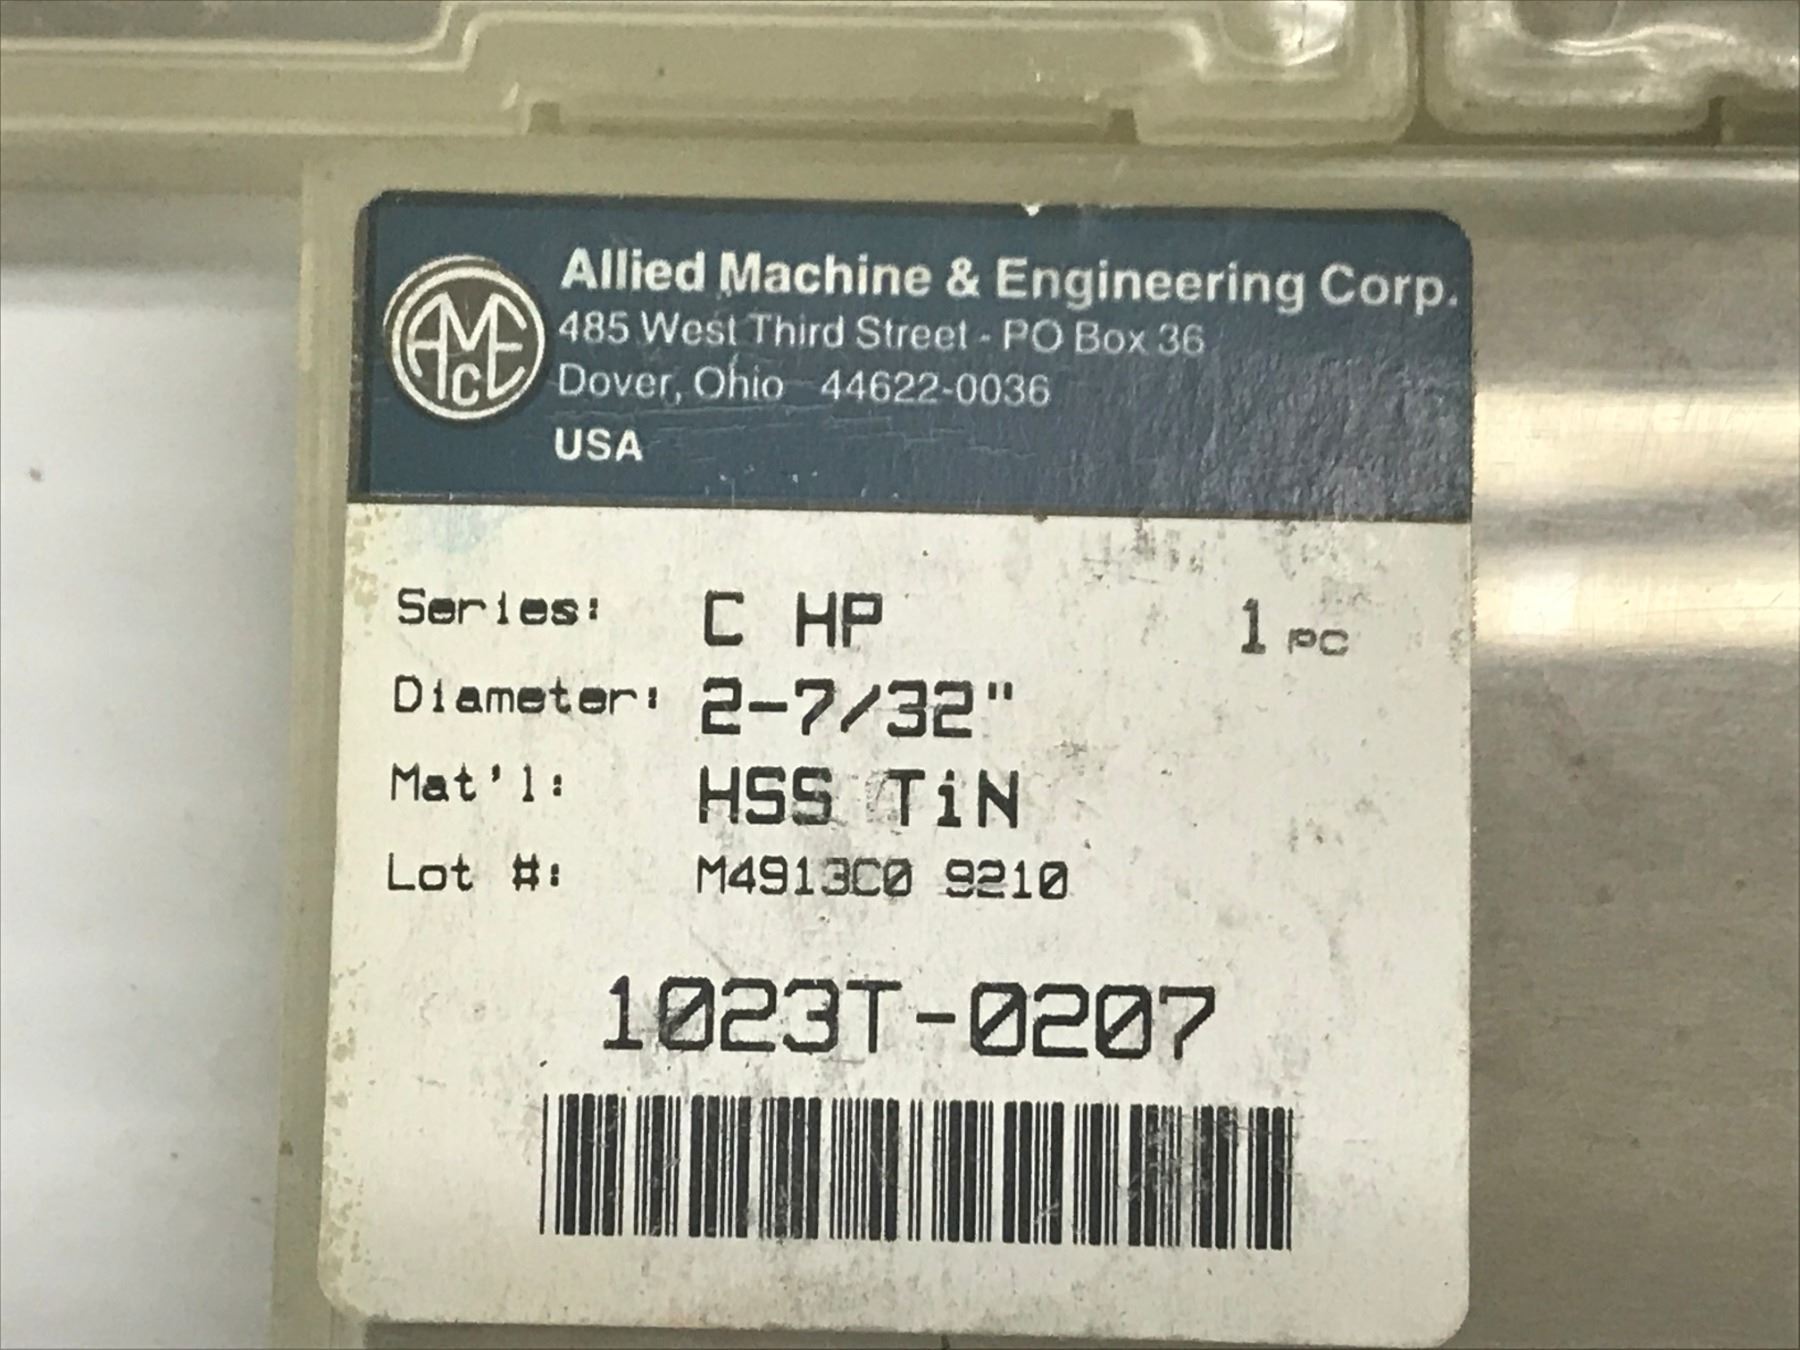 AMEC
Allied Machine & Engineering Corp.
485 West Third Street - PO Box 36
Dover, Ohio 44622-0036
USA
Series: C HP 1 PC
Diameter: 2-7/32"
Mat'l: HSS TiN
Lot #: M4913C0 9210
1023T-0207